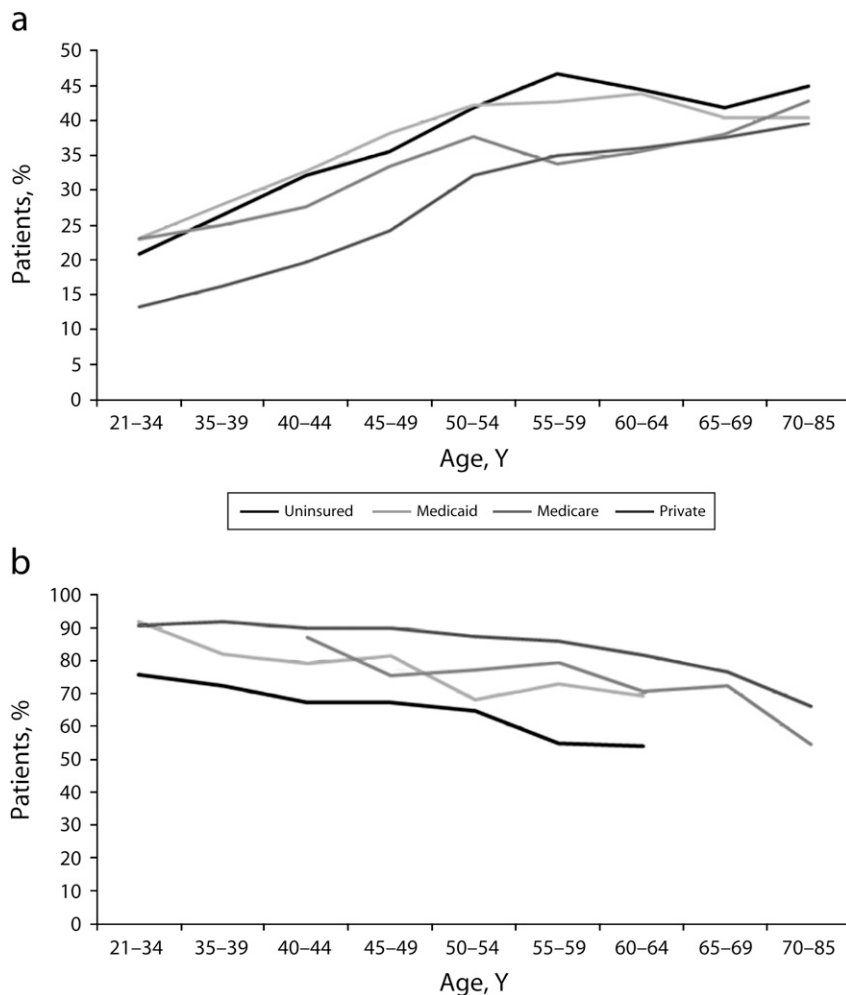 a
50
45
40
35
30
25
20
15
10
5
0
Patients, %
21–34 35–39 40–44 45–49 50–54 55–59 60–64 65–69 70–85
Age, Y
Uninsured Medicaid Medicare Private
b
100
90
80
70
60
50
40
30
20
10
0
Patients, %
21–34 35–39 40–44 45–49 50–54 55–59 60–64 65–69 70–85
Age, Y